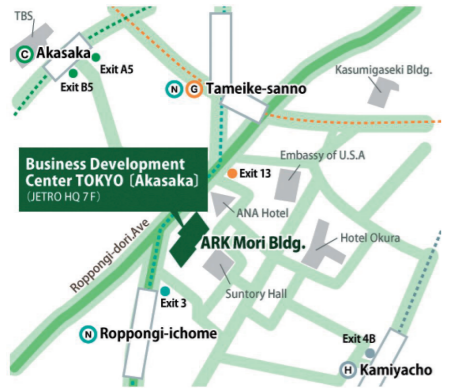 TBS
C Akasaka
Exit A5
Exit B5
N G Tameike-sanno
Kasumigaseki Bldg.
Business Development
Center TOKYO〔Akasaka〕
(JETRO HQ 7F)
Exit 13
Embassy of U.S.A
ANA Hotel
ARK Mori Bldg.
Hotel Okura
Roppongi-dori.Ave
Suntory Hall
Exit 3
N Roppongi-ichome
Exit 4B
H Kamiyacho